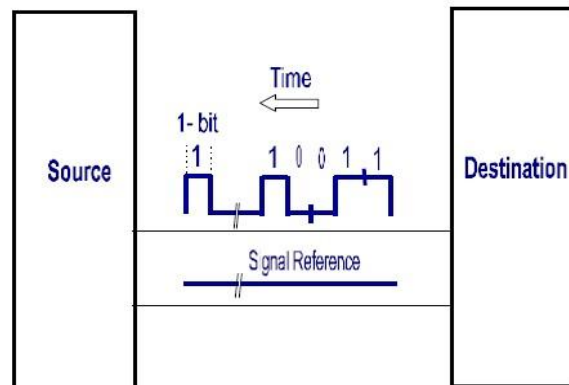 Time
1- bit
1 1 0 0 1 1
Source
Destination
Signal Reference